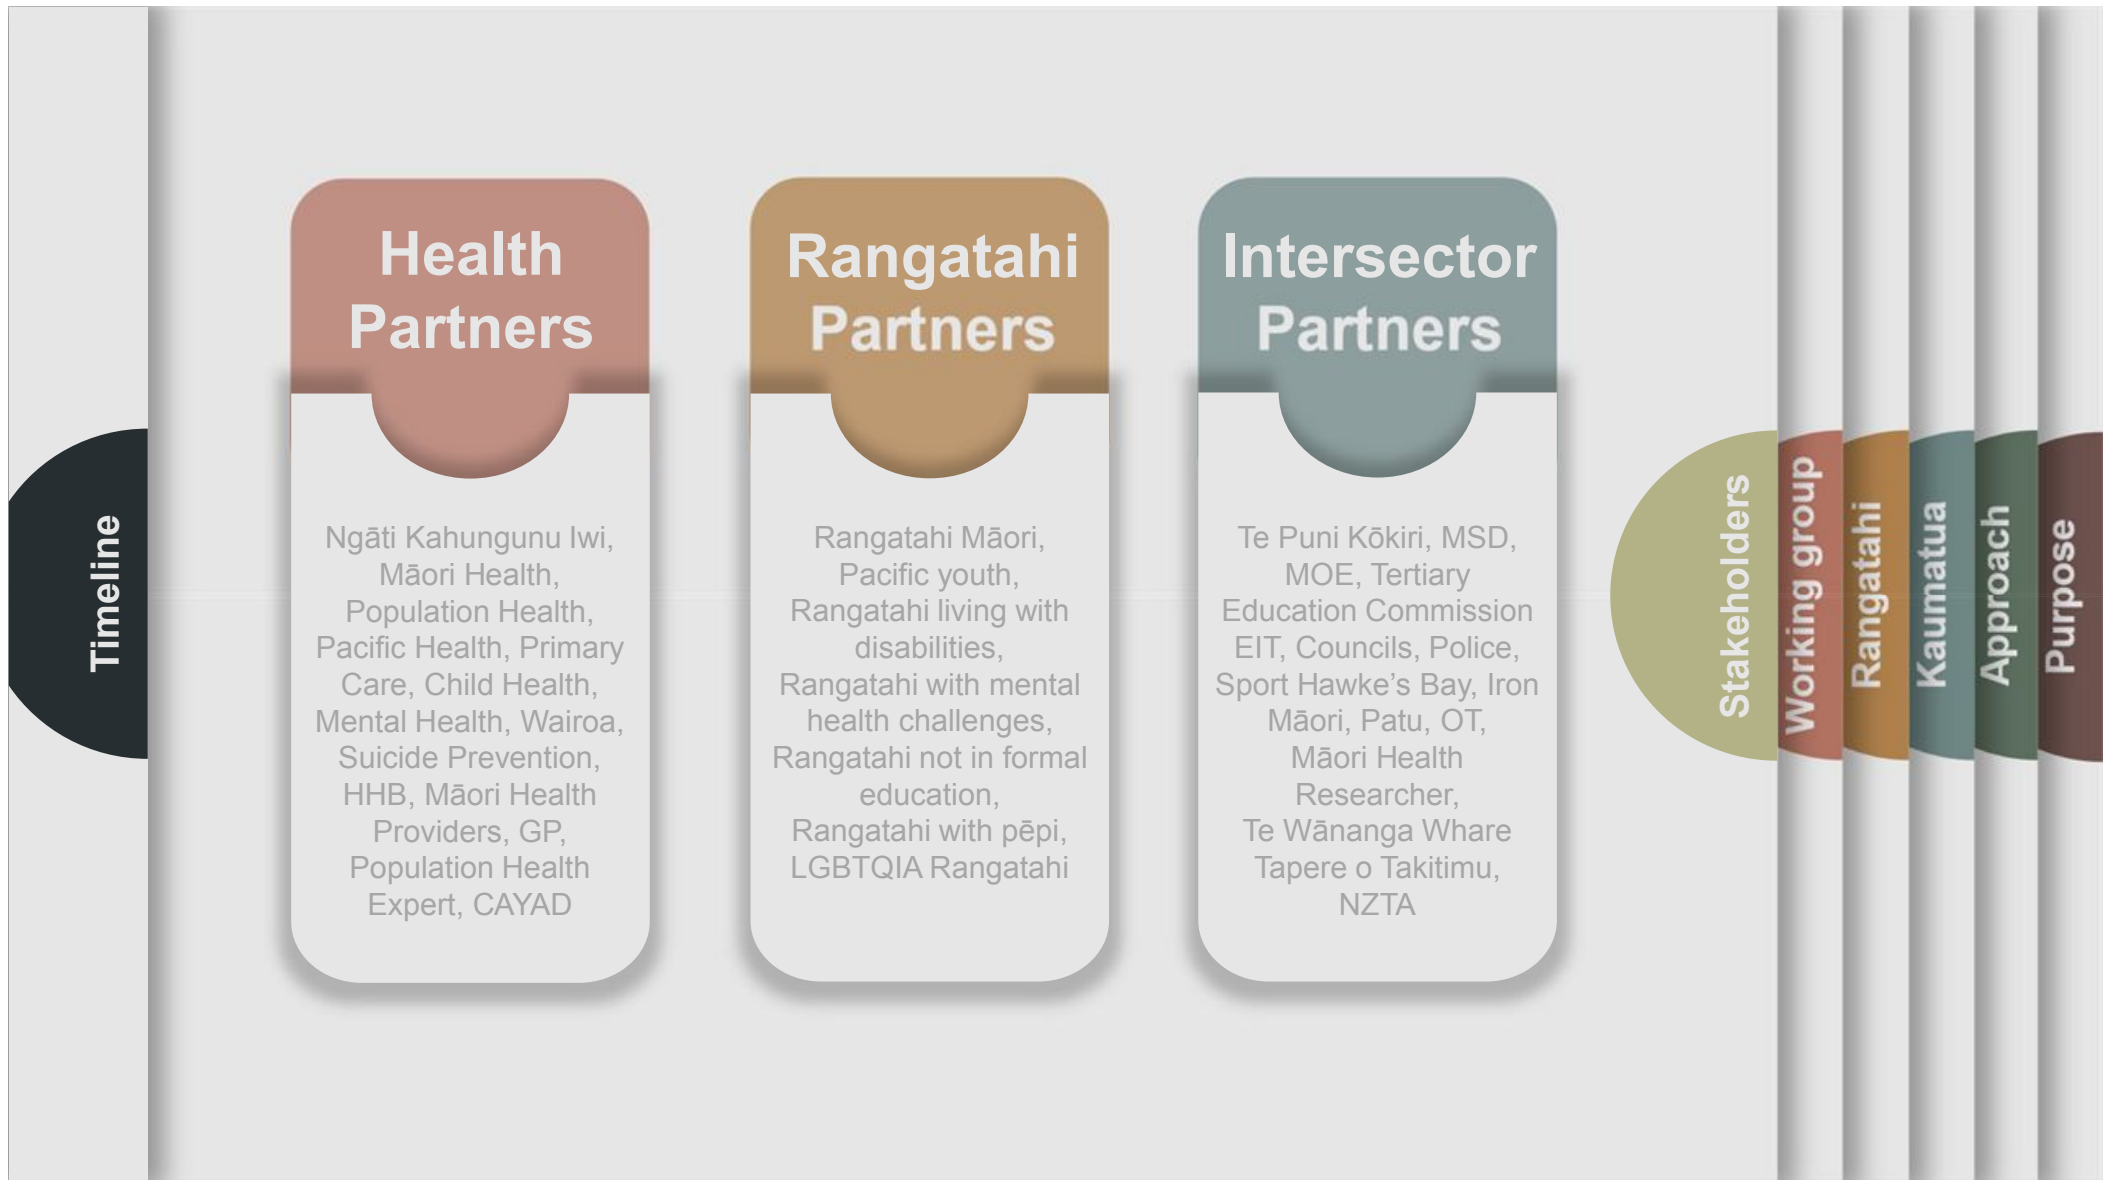 Timeline
Health
Partners
Ngāti Kahungunu Iwi,
Māori Health,
Population Health,
Pacific Health, Primary
Care, Child Health,
Mental Health, Wairoa,
Suicide Prevention,
HHB, Māori Health
Providers, GP,
Population Health
Expert, CAYAD
Rangatahi
Partners
Rangatahi Māori,
Pacific youth,
Rangatahi living with
disabilities,
Rangatahi with mental
health challenges,
Rangatahi not in formal
education,
Rangatahi with pēpi,
LGBTQIA Rangatahi
Intersector
Partners
Te Puni Kōkiri, MSD,
MOE, Tertiary
Education Commission
EIT, Councils, Police,
Sport Hawke’s Bay, Iron
Māori, Patu, OT,
Māori Health
Researcher,
Te Wānanga Whare
Tapere o Takitimu,
NZTA
Stakeholders
Working group
Rangatahi
Kaumatua
Approach
Purpose